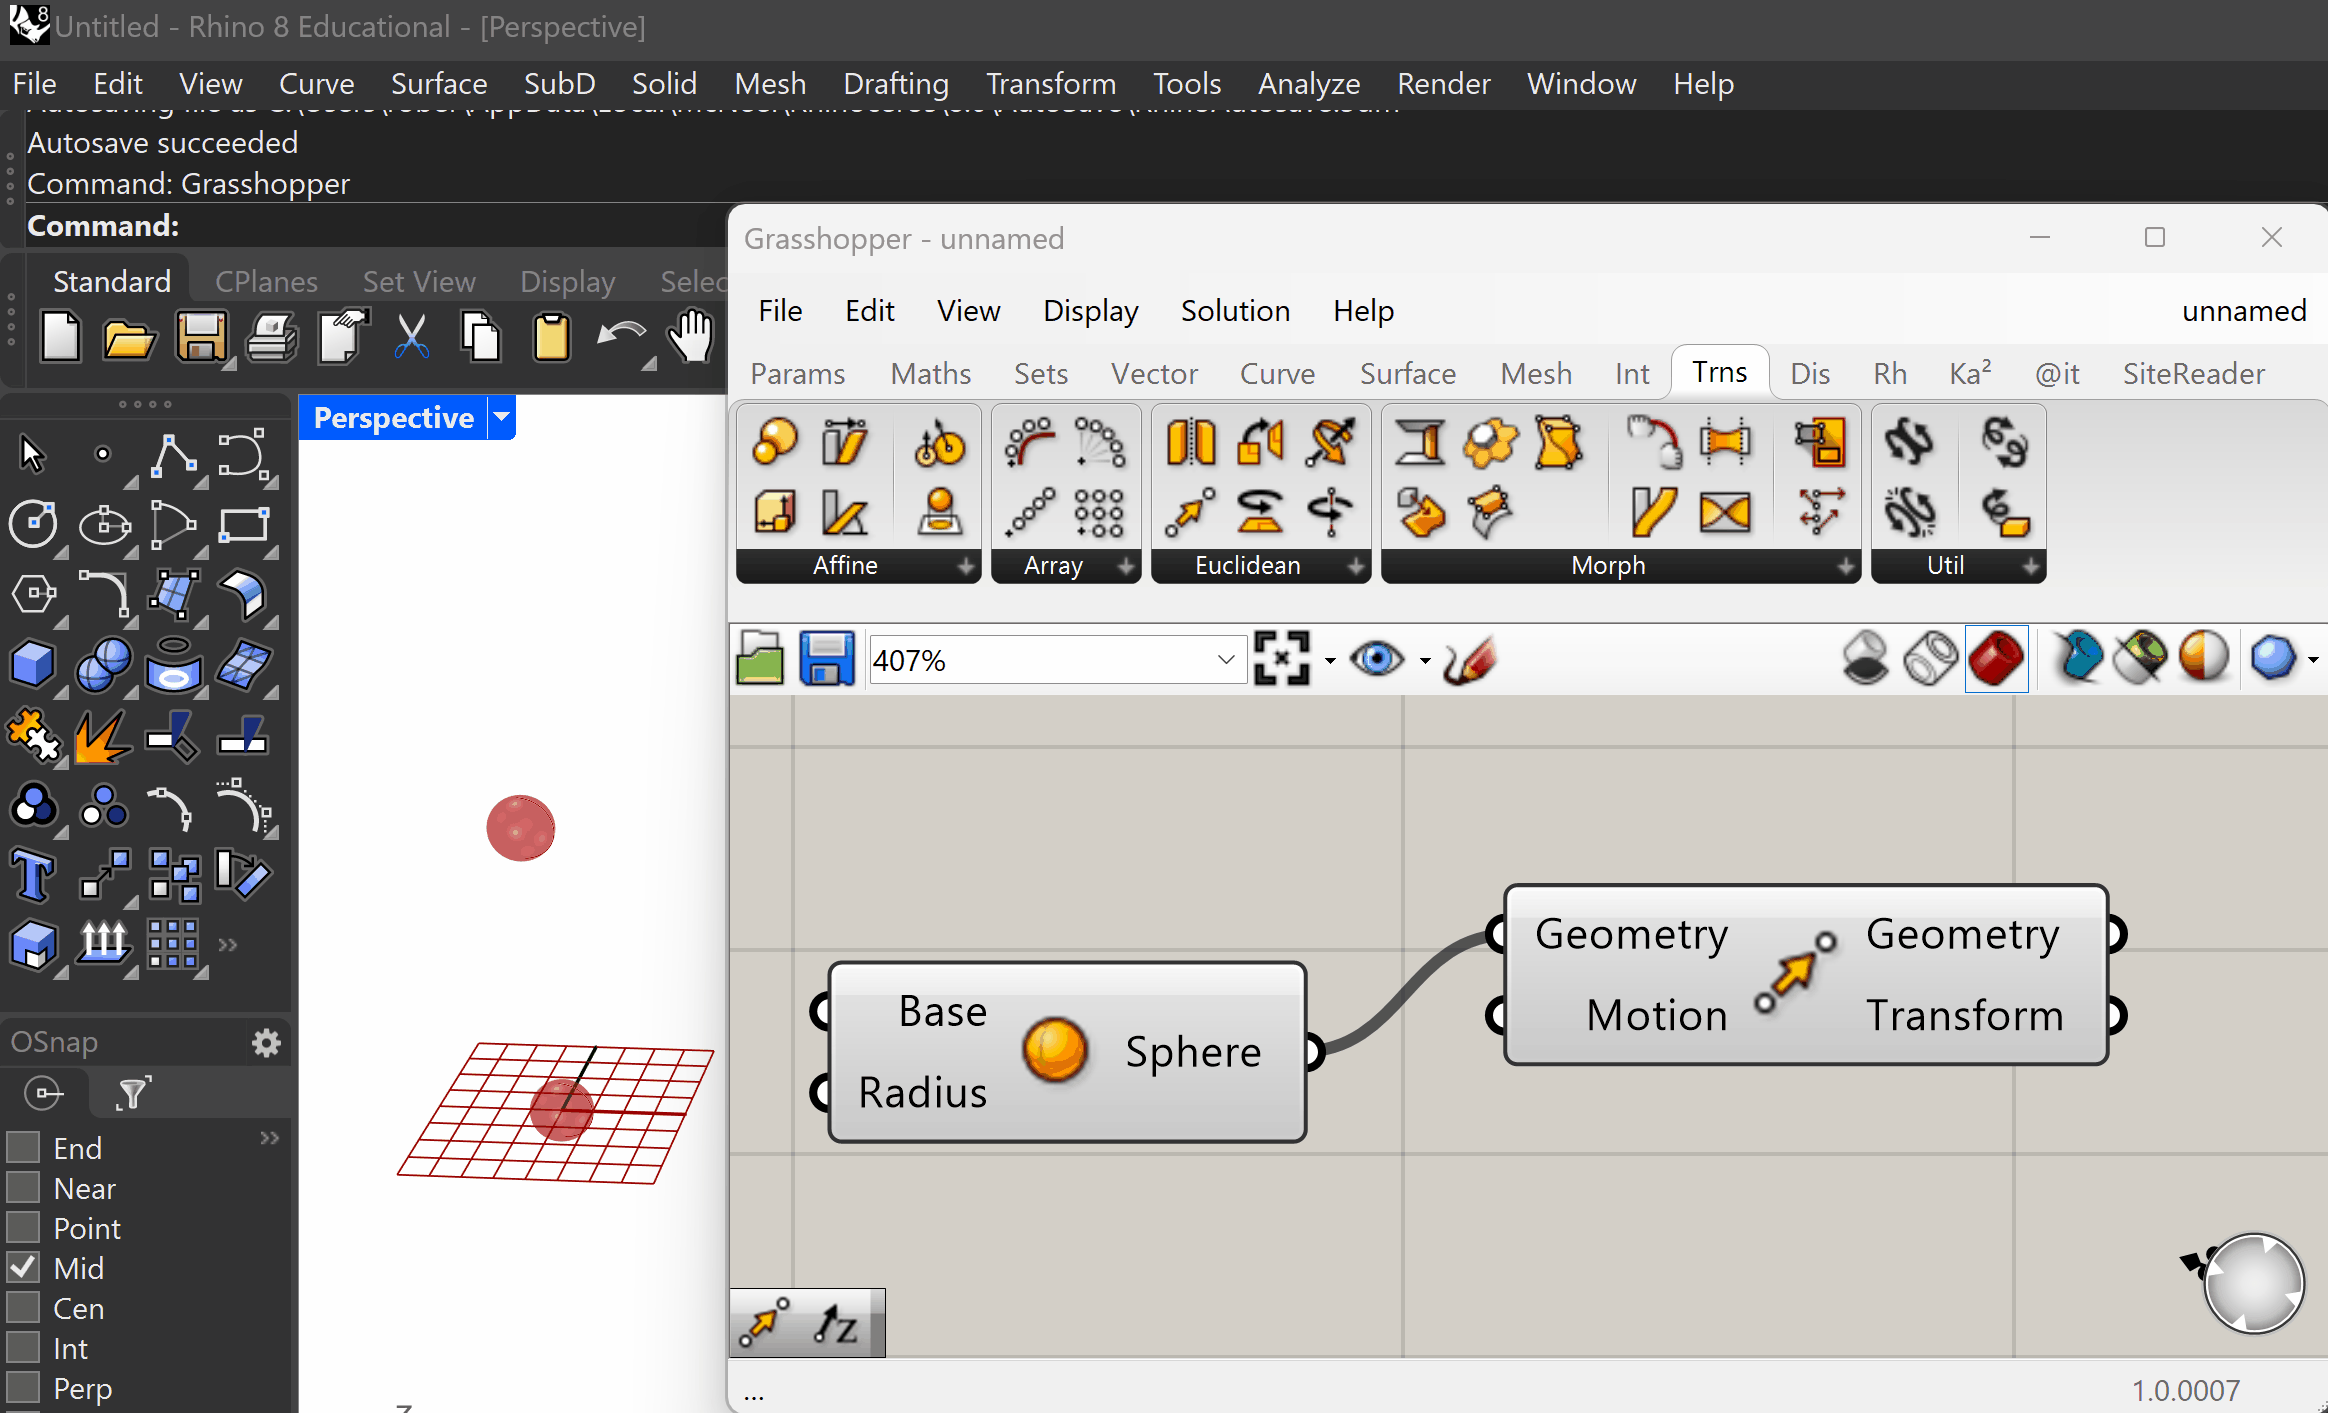 8
Untitled - Rhino 8 Educational - [Perspective]
File Edit View Curve Surface SubD Solid Mesh Drafting Transform Tools Analyze Render Window Help
Autosave succeeded
Command: Grasshopper
Command:
Standard CPlanes Set View Display Selec
Perspective
OSnap
End
Near
Point
Mid
Cen
Int
Perp
Grasshopper - unnamed
File Edit View Display Solution Help unnamed
Params Maths Sets Vector Curve Surface Mesh Int Trns Dis Rh Ka² @it SiteReader
Affine Array Euclidean Morph Util
407%
Base
Radius
Sphere
Geometry Geometry
Motion Transform
z
...
1.0.0007